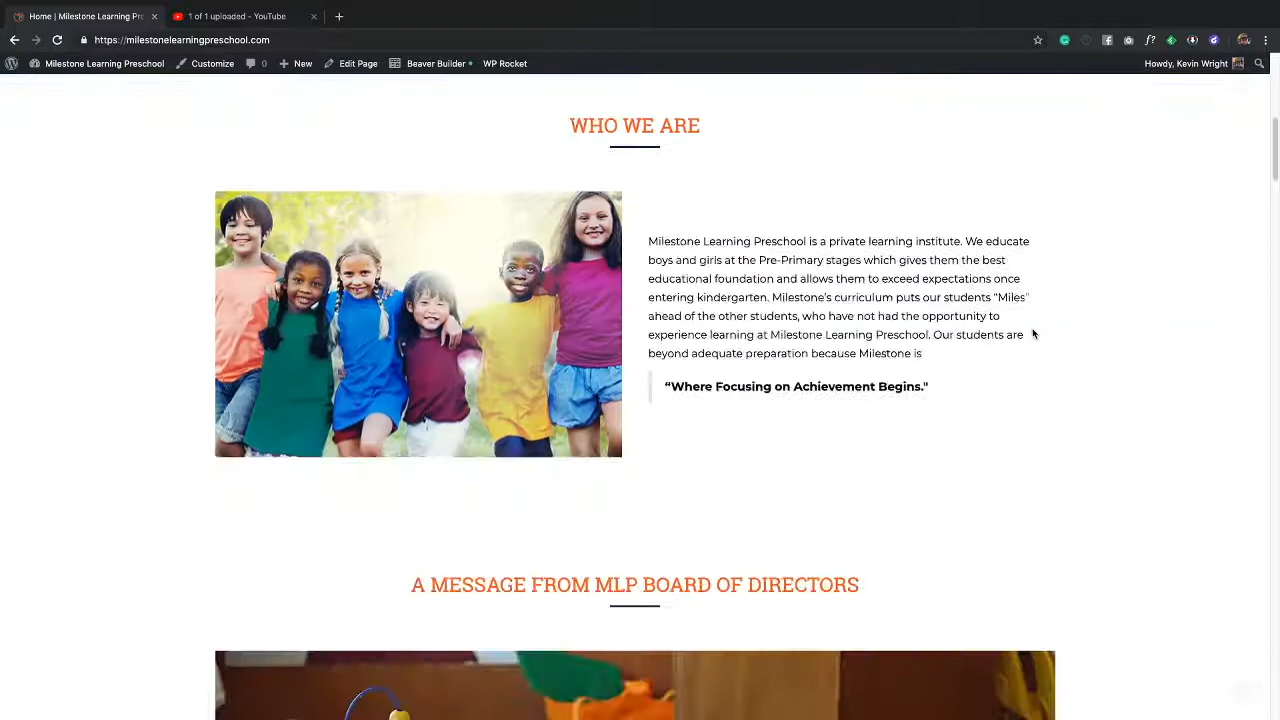 Home | Milestone Learning Pr
1 of 1 uploaded - YouTube
https://milestonelearningpreschool.com
Milestone Learning Preschool
Customize
0
New
Edit Page
Beaver Builder
WP Rocket
Howdy, Kevin Wright
WHO WE ARE
Milestone Learning Preschool is a private learning institute. We educate
boys and girls at the Pre-Primary stages which gives them the best
educational foundation and allows them to exceed expectations once
entering kindergarten. Milestone's curriculum puts our students "Miles"
ahead of the other students, who have not had the opportunity to
experience learning at Milestone Learning Preschool. Our students are
beyond adequate preparation because Milestone is
“Where Focusing on Achievement Begins."
A MESSAGE FROM MLP BOARD OF DIRECTORS